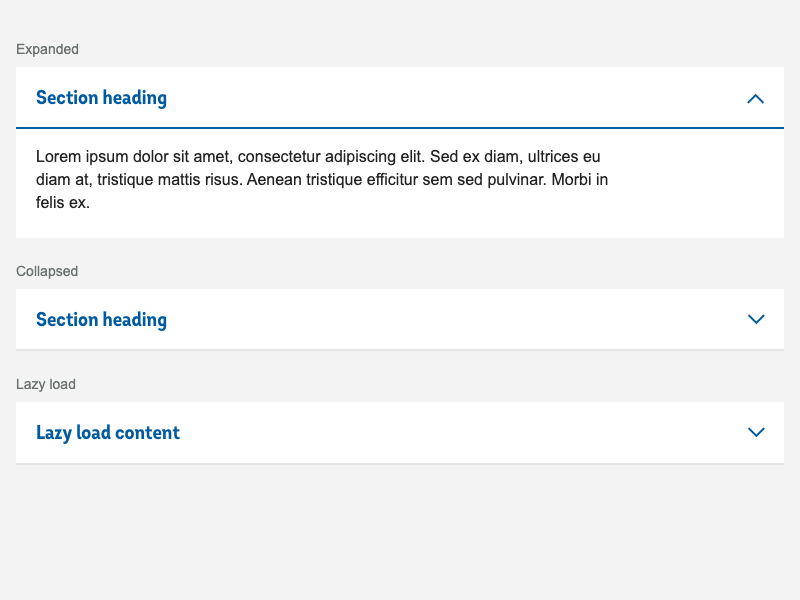 Expanded
Section heading
Lorem ipsum dolor sit amet, consectetur adipiscing elit. Sed ex diam, ultrices eu
diam at, tristique mattis risus. Aenean tristique efficitur sem sed pulvinar. Morbi in
felis ex.
Collapsed
Section heading
Lazy load
Lazy load content